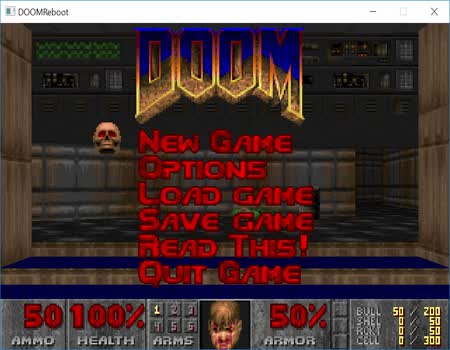 DOOMReboot
DOOM
New Game
Options
Load game
Save game
Read This!
Quit Game
50 100% 1 2 3 4 5 6 50%
AMMO HEALTH ARMS ARMOR
BULL 50 / 200
SHEL 0 / 50
RCKT 0 / 50
CELL 0 / 300